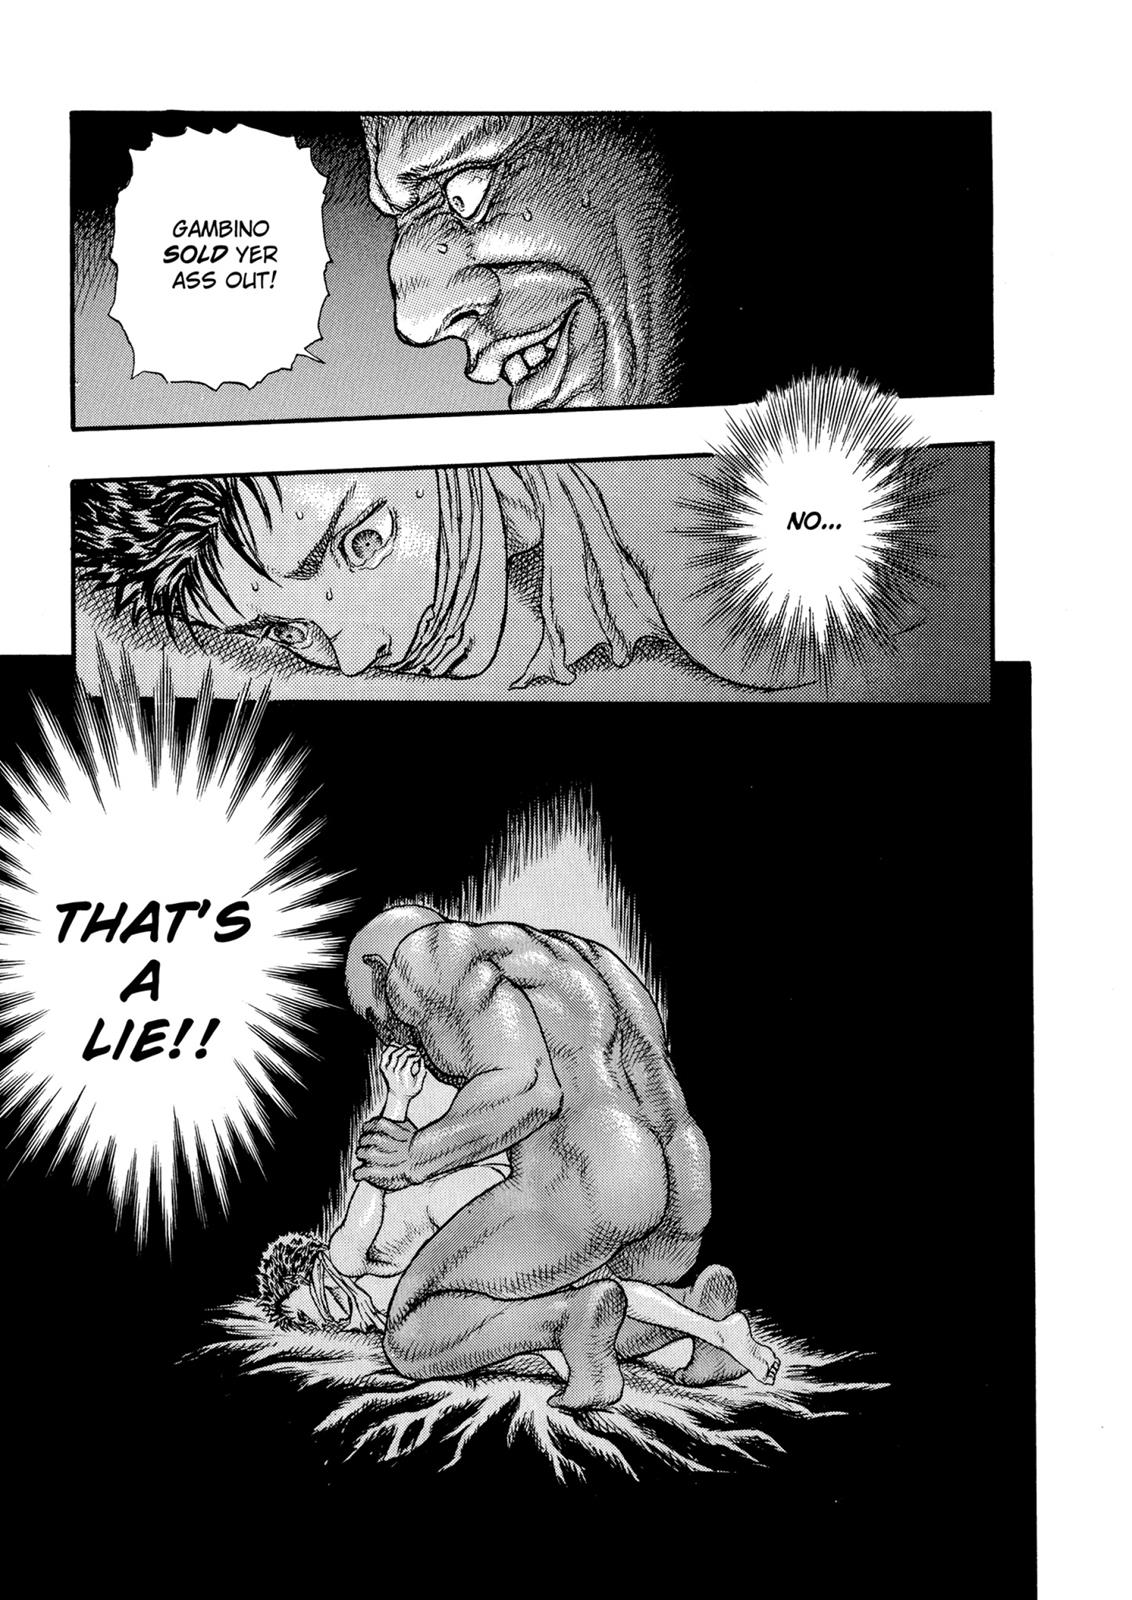 GAMBINO
SOLD YER
ASS OUT!
NO...
THAT'S
A
LIE!!